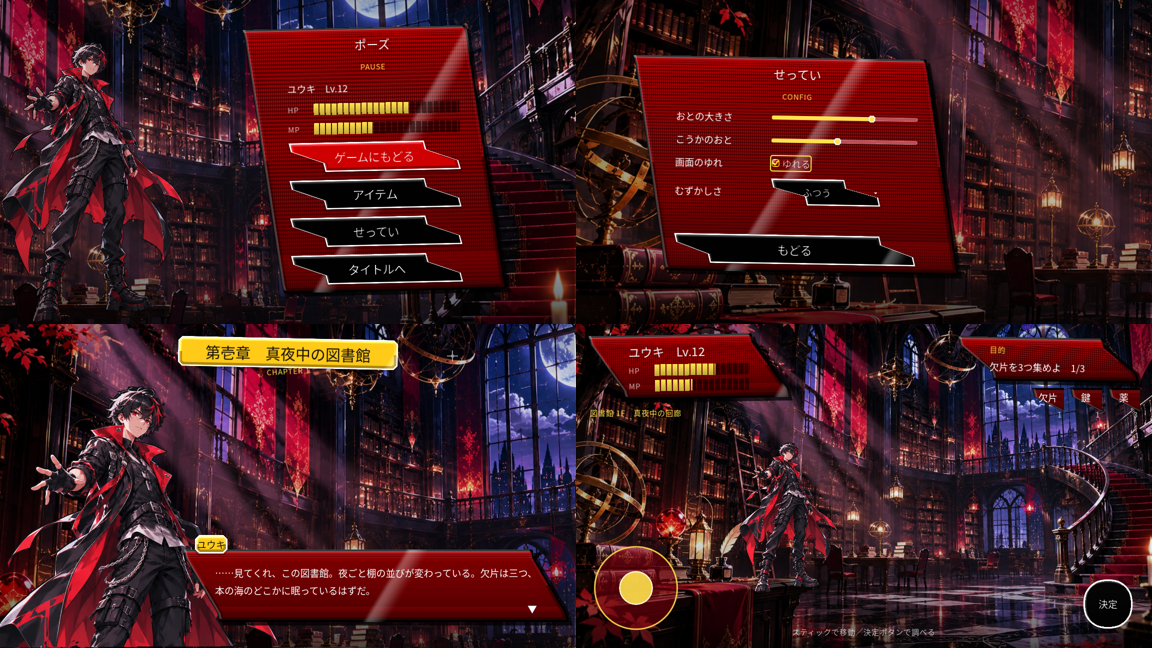 ポーズ
PAUSE
ユウキ Lv.12
HP
MP
ゲームにもどる
アイテム
せってい
タイトルへ
せってい
CONFIG
おとの大きさ
こうかのおと
画面のゆれ
ゆれる
むずかしさ
ふつう
もどる
第壱章 真夜中の図書館
CHAPTER 1
ユウキ
……見てくれ、この図書館。夜ごと棚の並びが変わっている。欠片は三つ、
本の海のどこかに眠っているはずだ。
▼
ユウキ Lv.12
HP
MP
図書館 1F 真夜中の回廊
目的
欠片を3つ集めよ 1/3
欠片
鍵
薬
決定
スティックで移動／決定ボタンで調べる